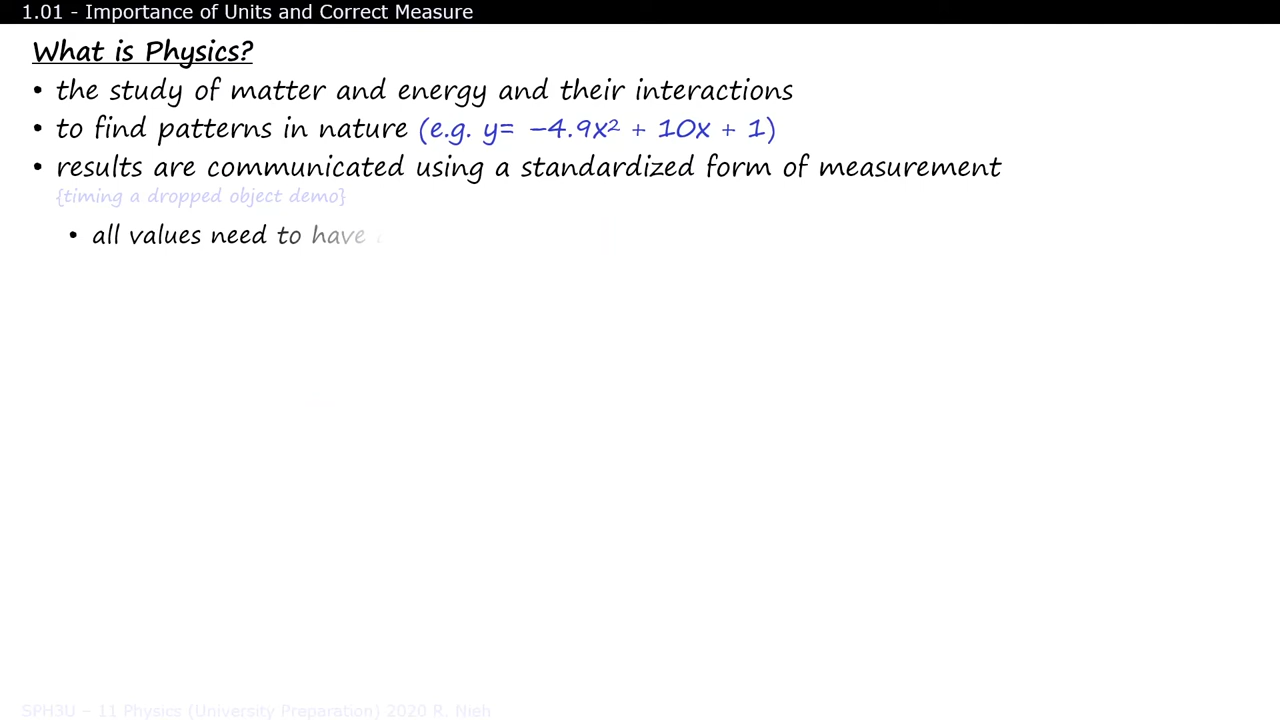 1.01 - Importance of Units and Correct Measure
What is Physics?
• the study of matter and energy and their interactions
• to find patterns in nature (e.g. y= −4.9x² + 10x + 1)
• results are communicated using a standardized form of measurement
{timing a dropped object demo}
• all values need to have
SPH3U – 11 Physics (University Preparation) 2020 R. Nieh